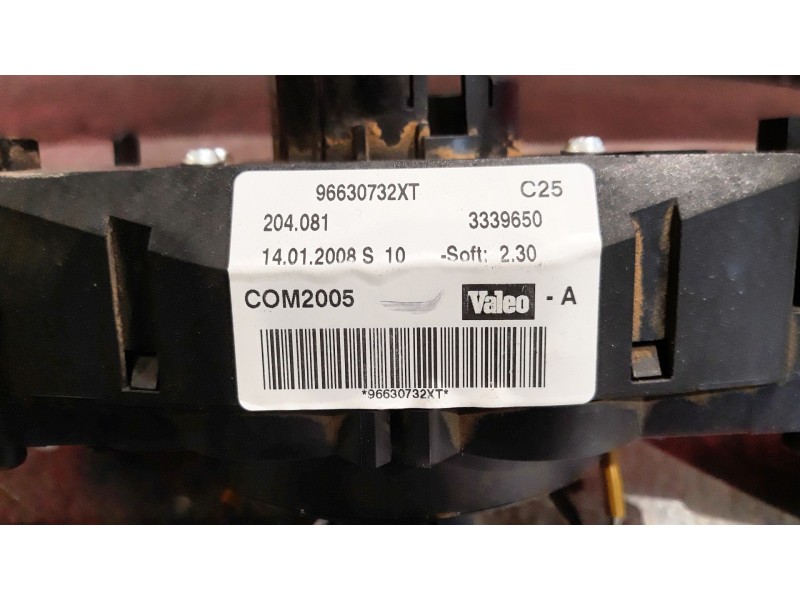 96630732XT C25
204.081 3339650
14.01.2008 S 10 -Soft: 2.30
COM2005 Valeo - A
*96630732XT*